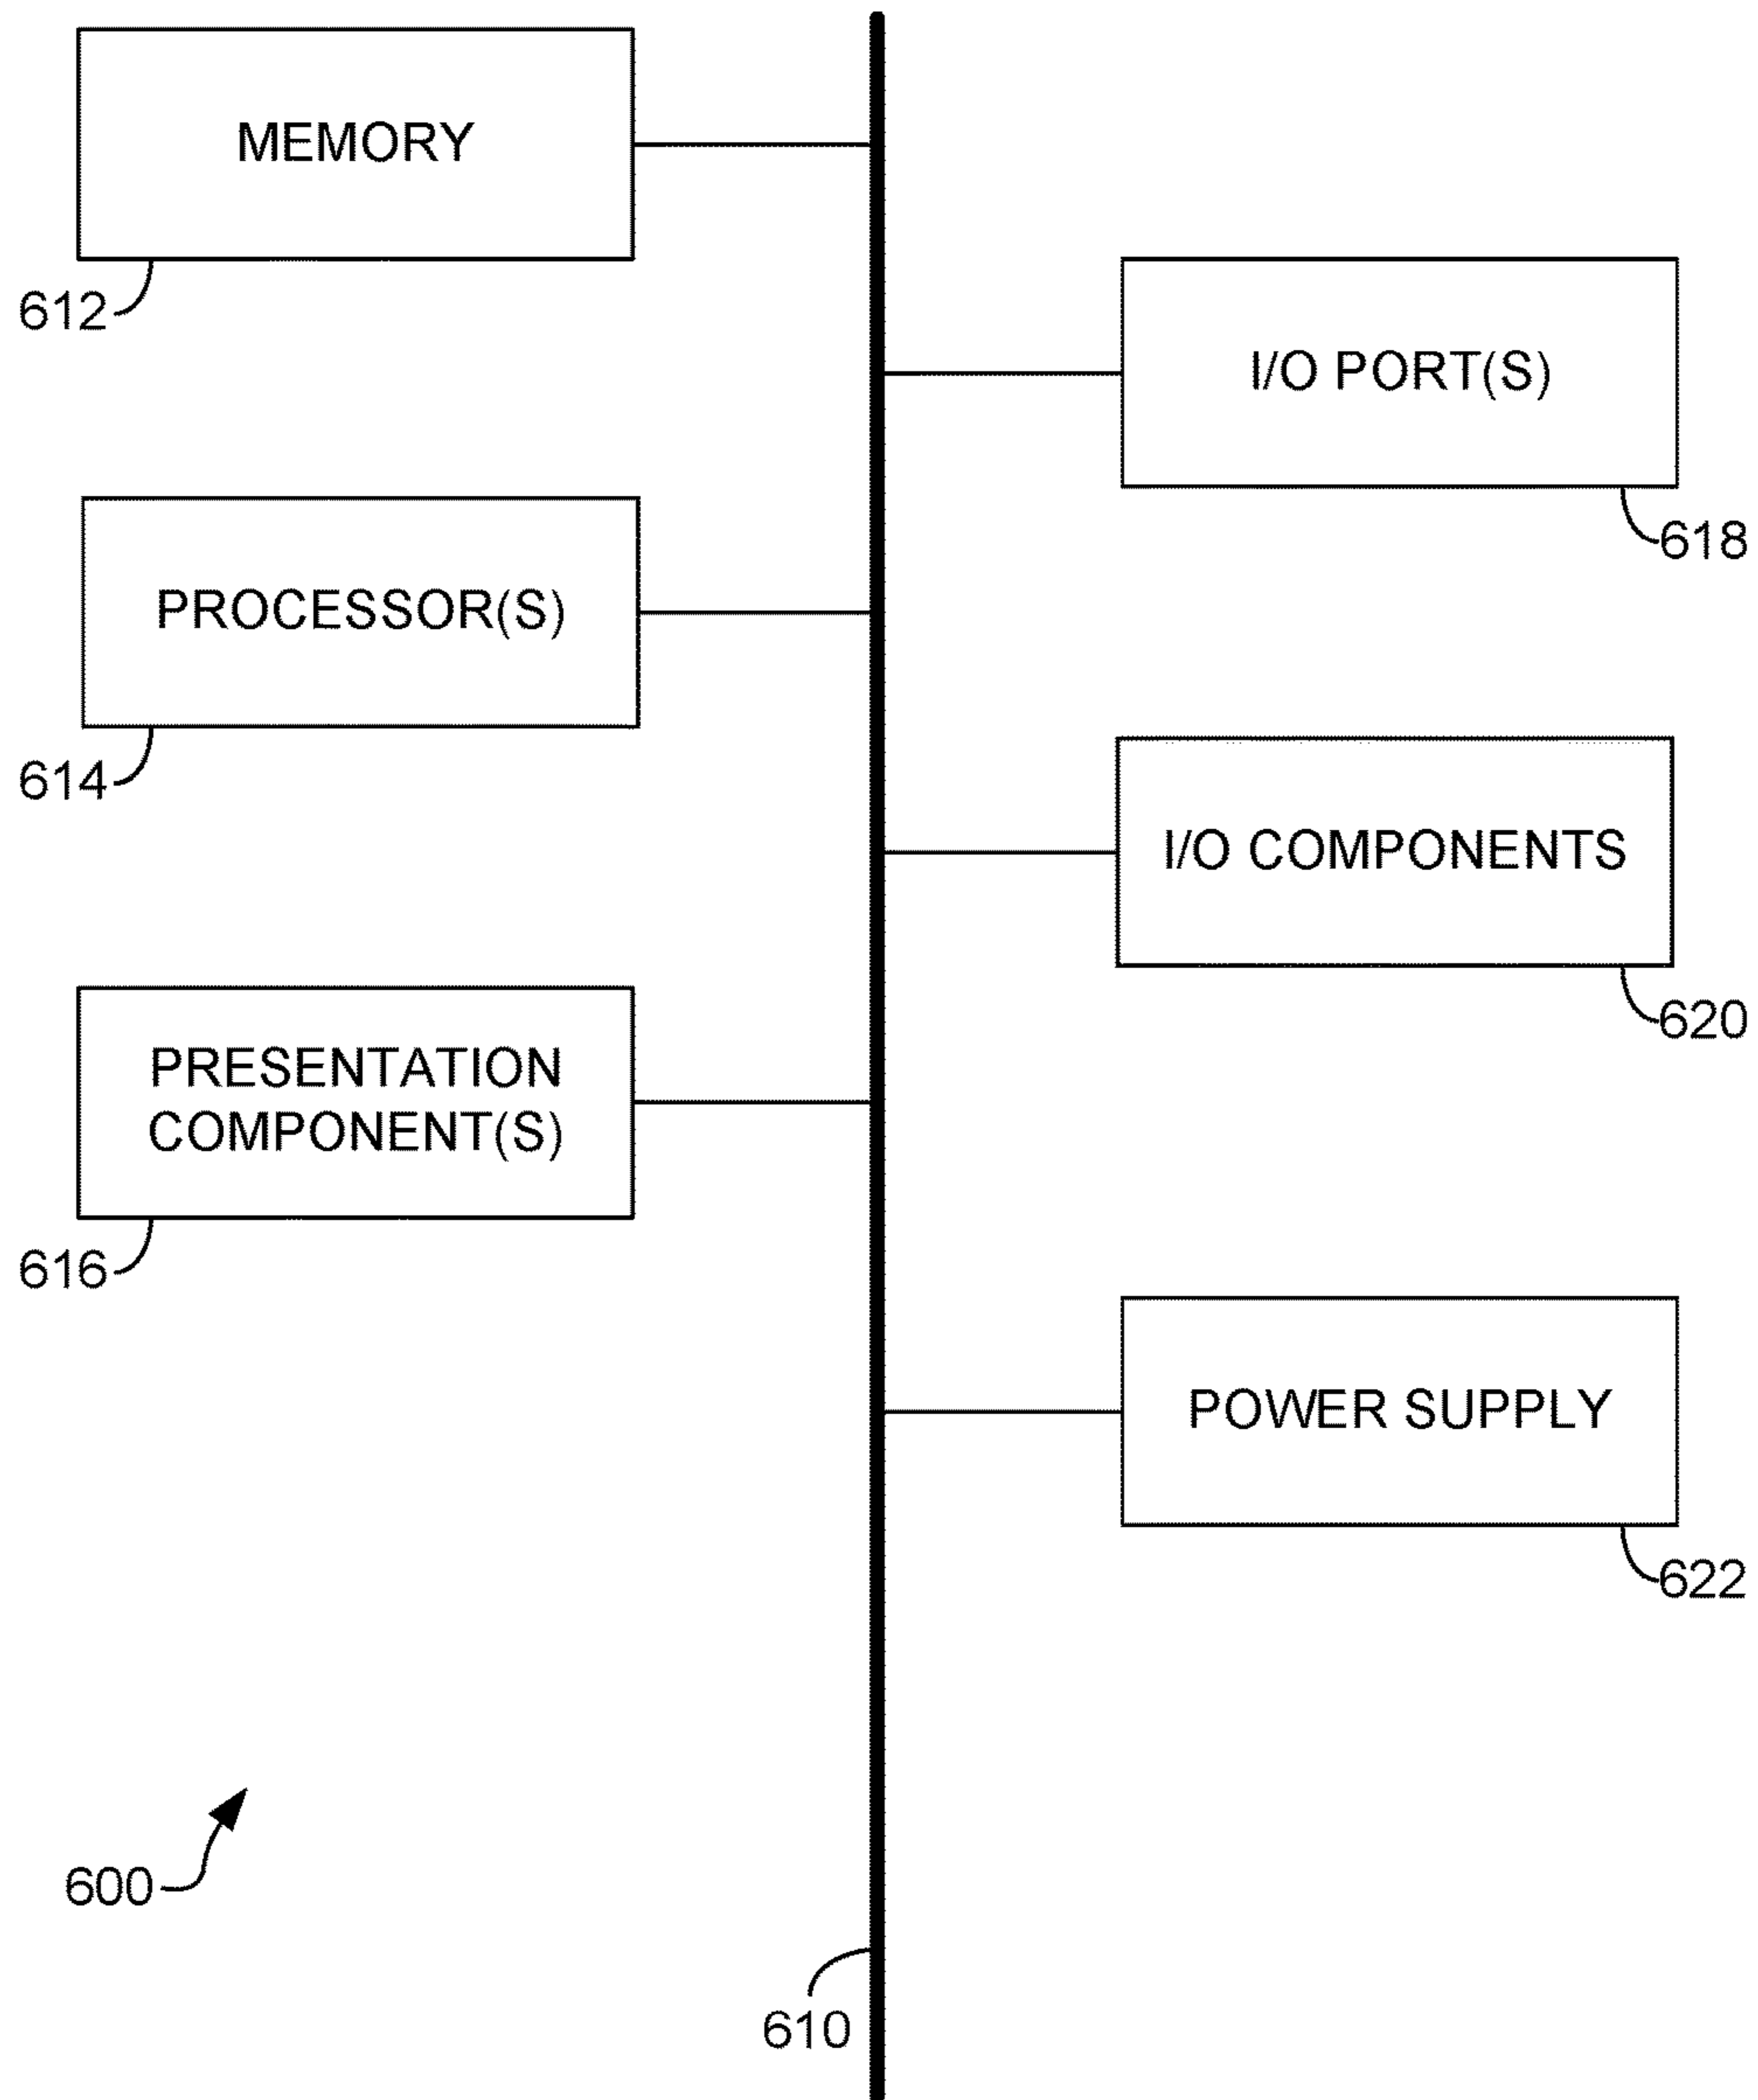 MEMORY
612
I/O PORT(S)
618
PROCESSOR(S)
614
I/O COMPONENTS
620
PRESENTATION
COMPONENT(S)
616
POWER SUPPLY
622
600
610